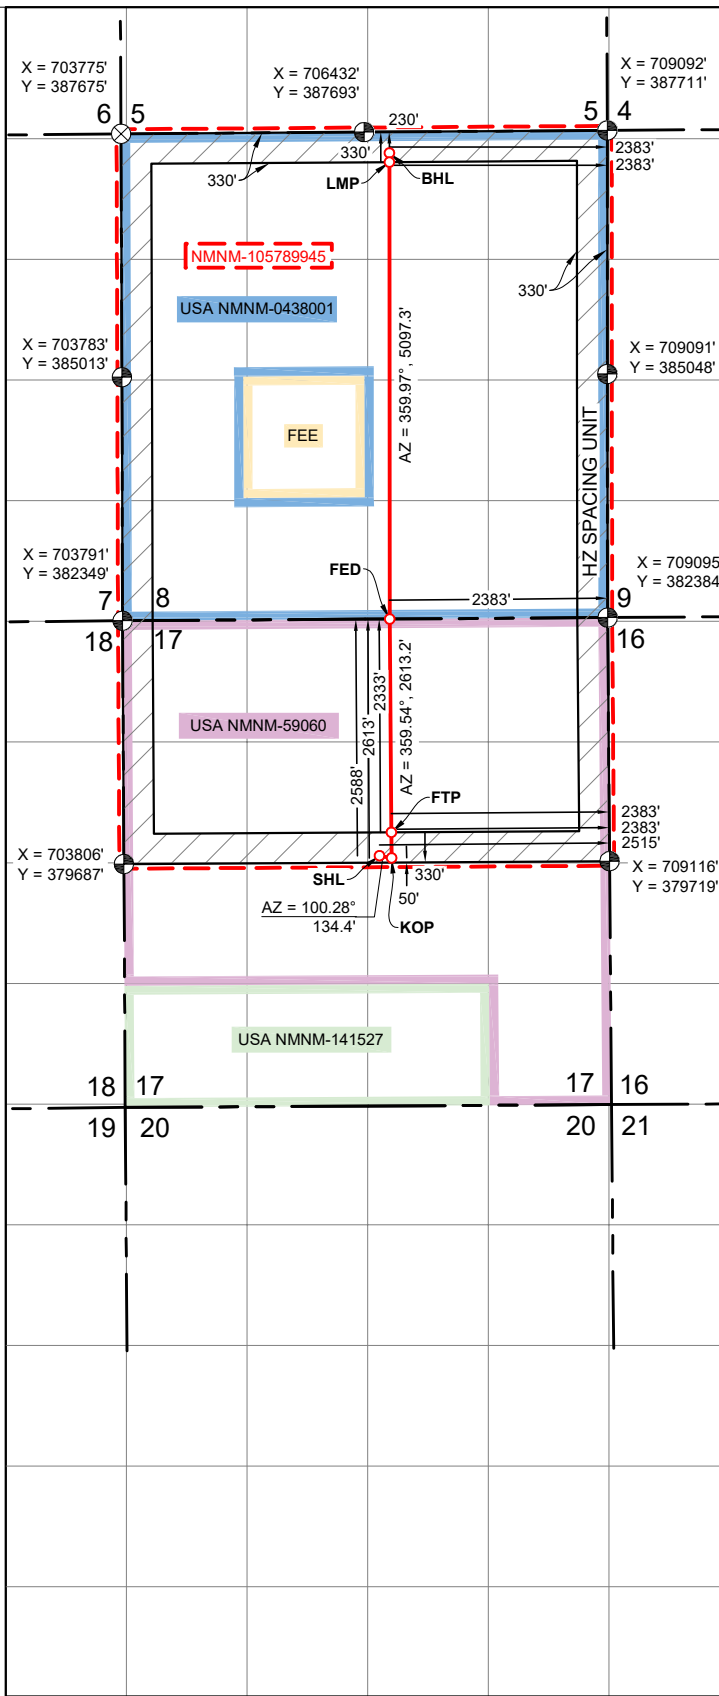 X = 703775'
Y = 387675'
X = 706432'
Y = 387693'
X = 709092'
Y = 387711'
6 5
5 4
230'
330'
330'
2383'
2383'
LMP
BHL
NMNM-105789945
USA NMNM-0438001
330'
X = 703783'
Y = 385013'
X = 709091'
Y = 385048'
AZ = 359.97°, 5097.3'
FEE
HZ SPACING UNIT
X = 703791'
Y = 382349'
X = 709095
Y = 382384
FED
2383'
7 8
9
18 17
16
2588'
2613'
2333'
AZ = 359.54°, 2613.2'
USA NMNM-59060
FTP
2383'
2383'
2515'
X = 703806'
Y = 379687'
X = 709116'
Y = 379719'
SHL
330'
50'
AZ = 100.28°
134.4'
KOP
USA NMNM-141527
18 17
17 16
19 20
20 21